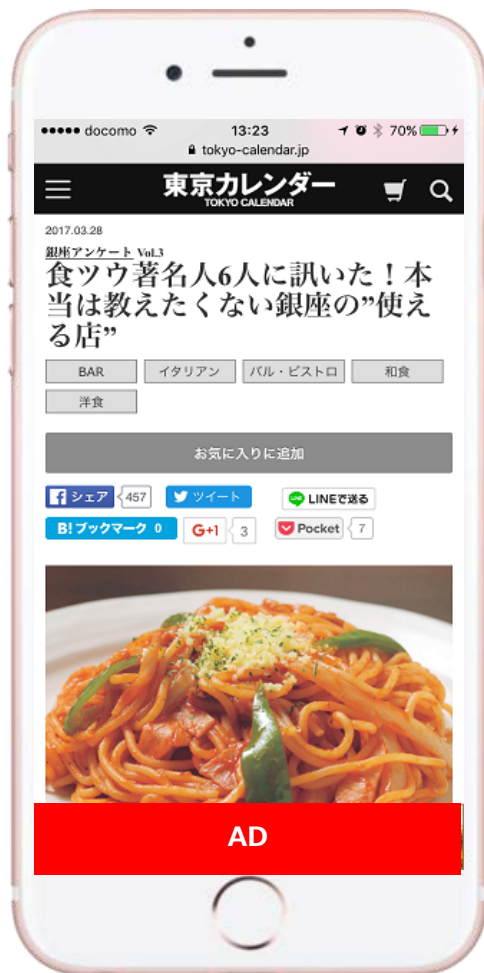 docomo 13:23 70%
tokyo-calendar.jp
東京カレンダー
TOKYO CALENDAR
2017.03.28
銀座アンケート Vol.3
食ツウ著名人6人に訊いた！本
当は教えたくない銀座の”使え
る店”
BAR イタリアン バル・ビストロ 和食
洋食
お気に入りに追加
シェア 457 ツイート LINEで送る
B! ブックマーク 0 G+1 3 Pocket 7
AD